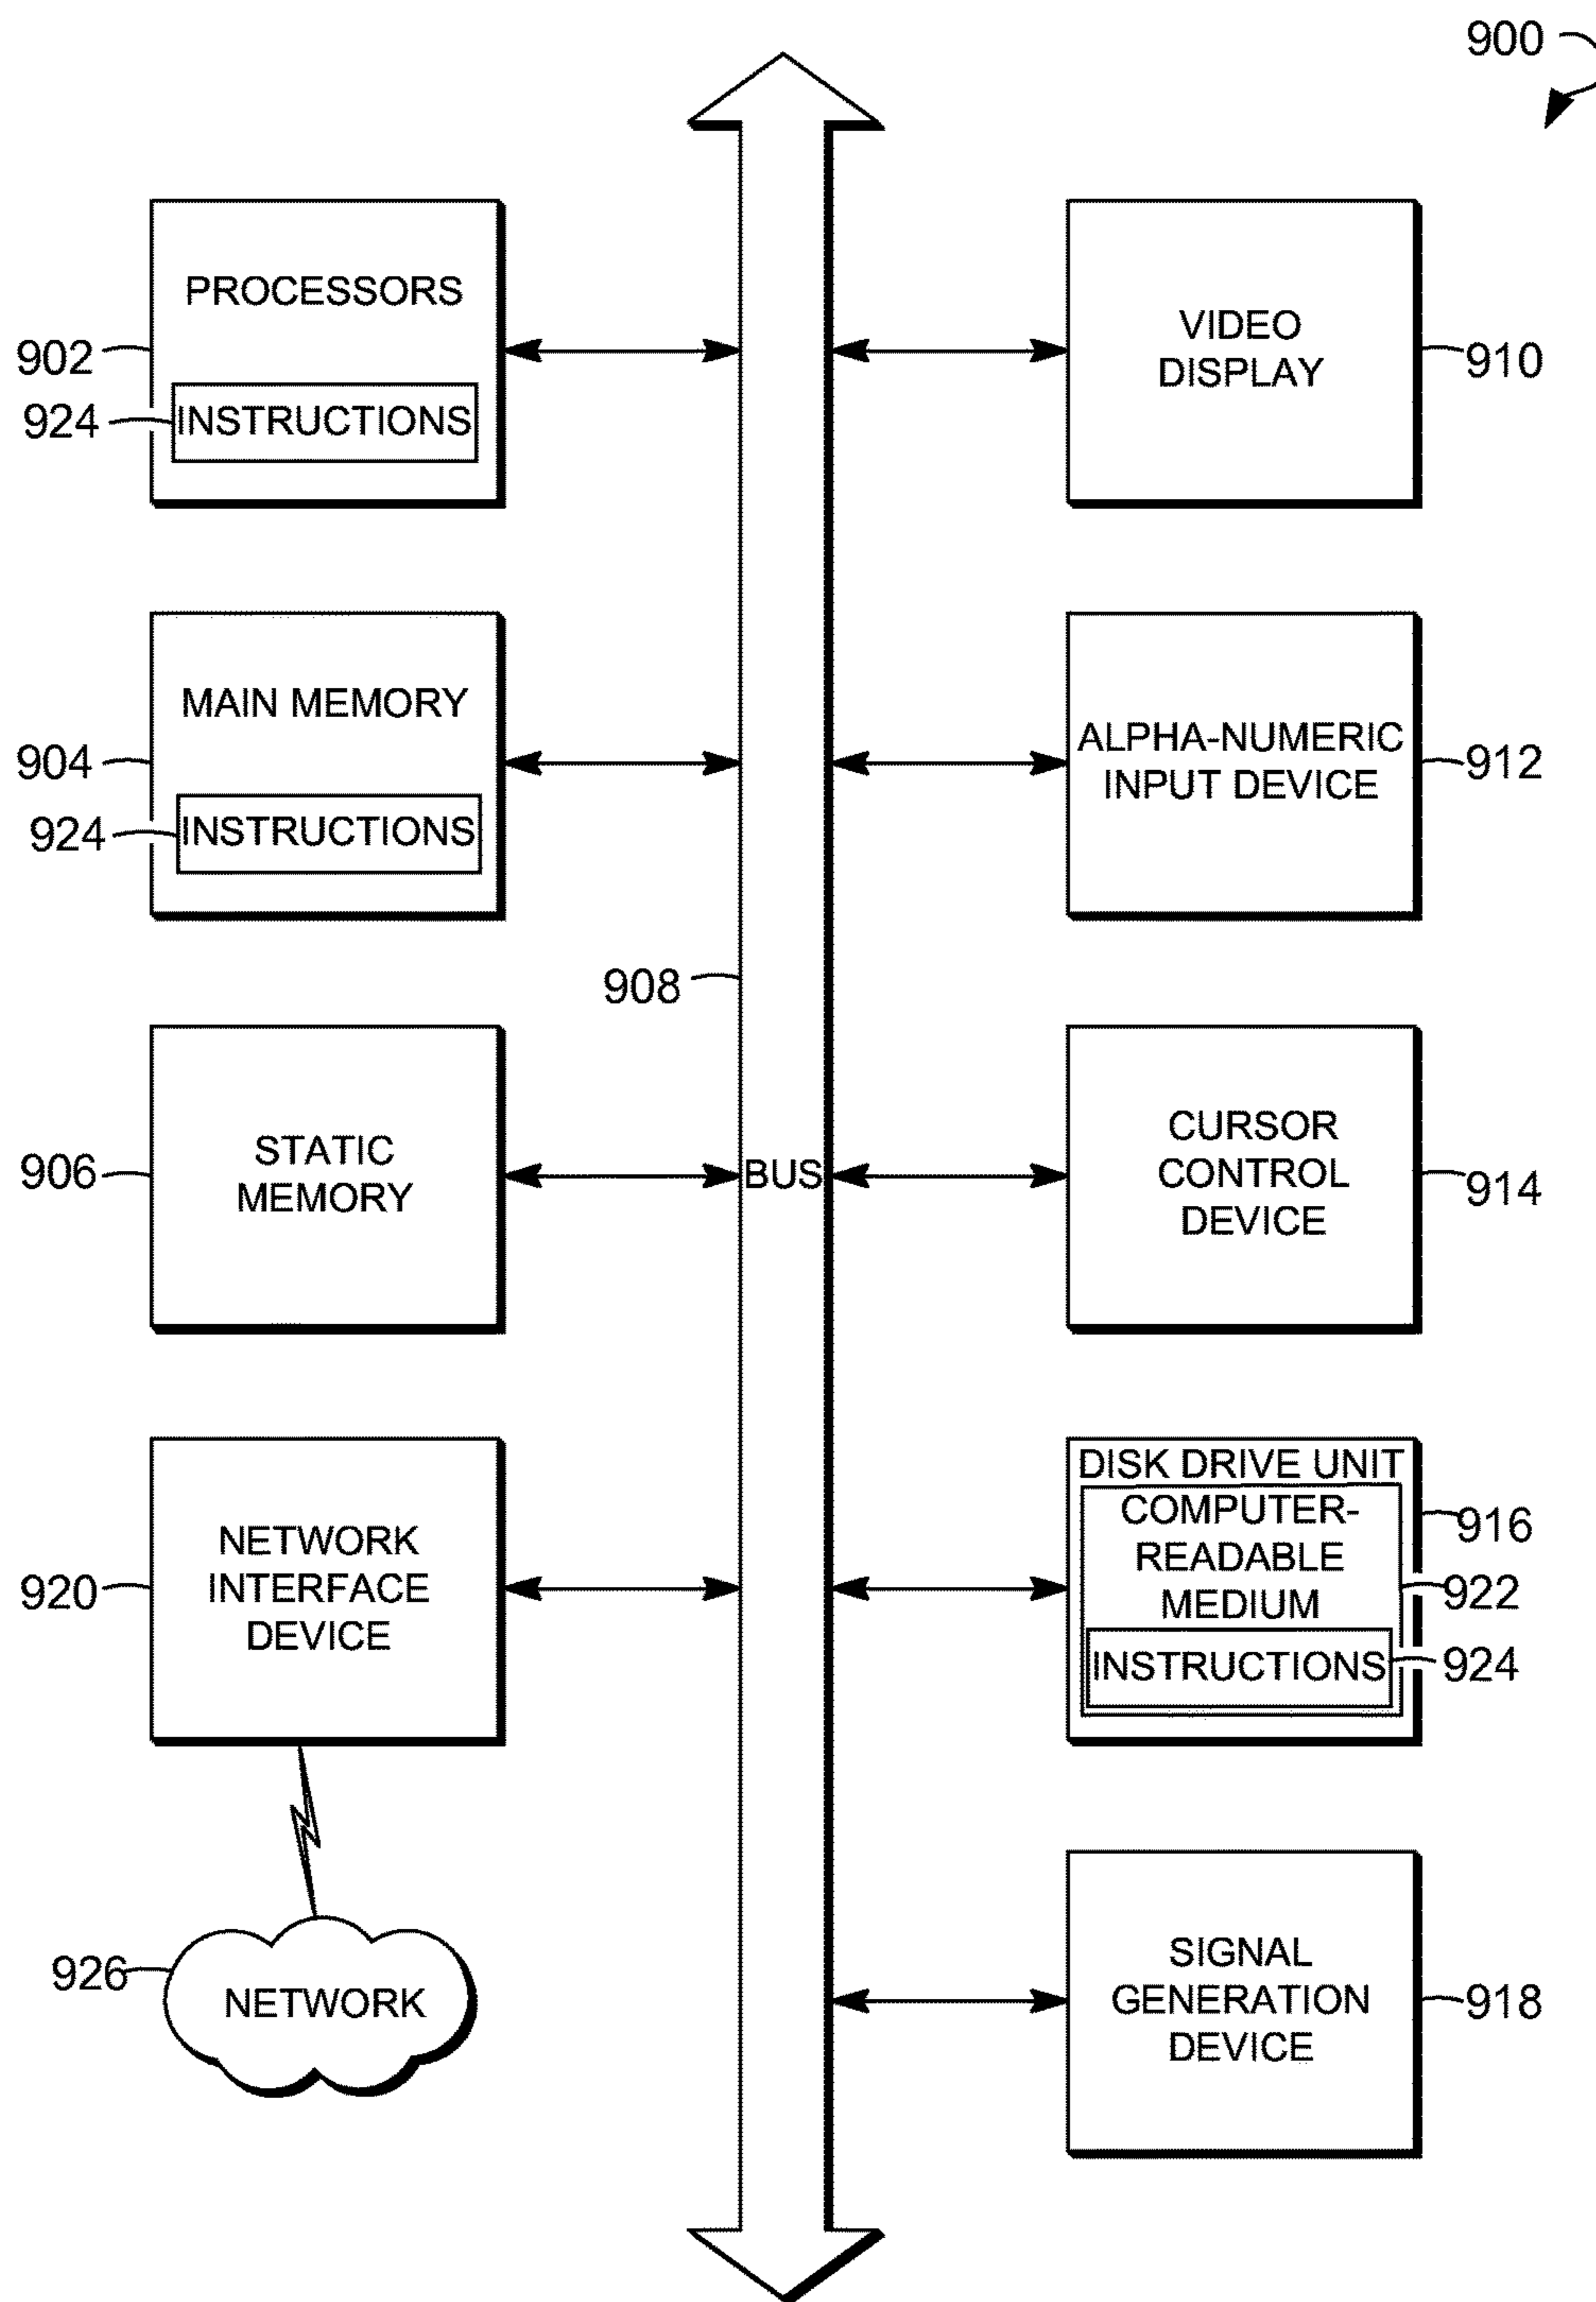 900
PROCESSORS
902
924
INSTRUCTIONS
VIDEO
DISPLAY
910
MAIN MEMORY
904
924
INSTRUCTIONS
ALPHA-NUMERIC
INPUT DEVICE
912
908
STATIC
MEMORY
906
BUS
CURSOR
CONTROL
DEVICE
914
NETWORK
INTERFACE
DEVICE
920
DISK DRIVE UNIT
COMPUTER-
READABLE
MEDIUM
916
922
INSTRUCTIONS
924
926
NETWORK
SIGNAL
GENERATION
DEVICE
918